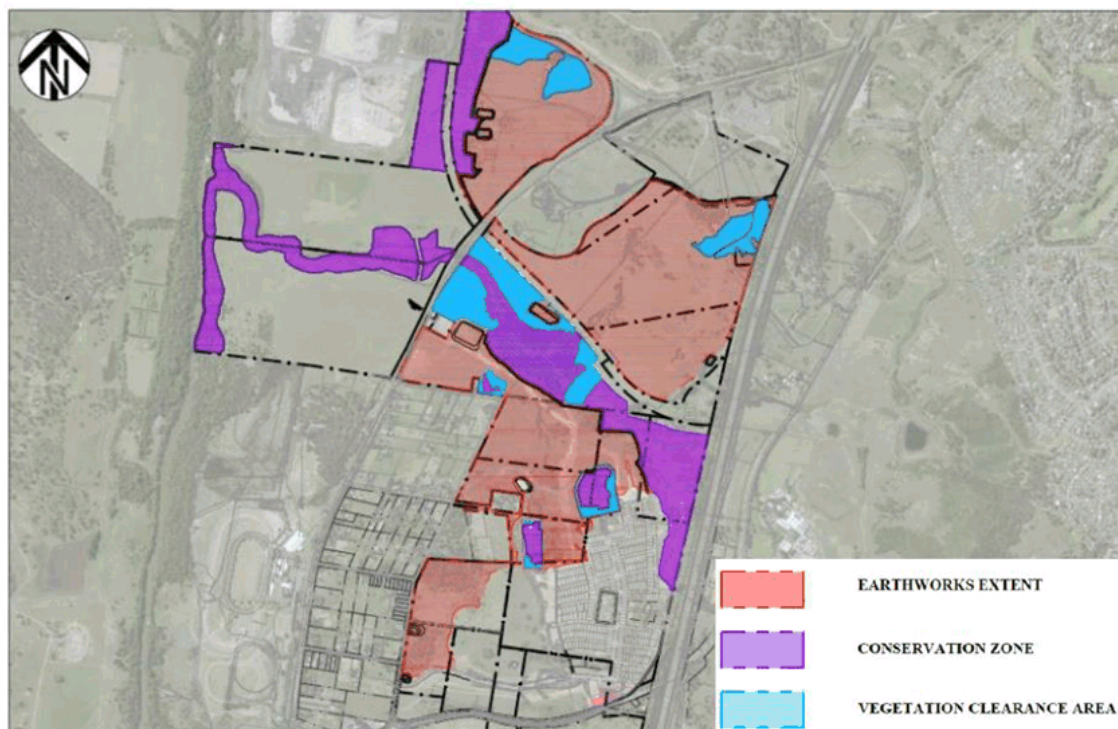 N
EARTHWORKS EXTENT
CONSERVATION ZONE
VEGETATION CLEARANCE AREA